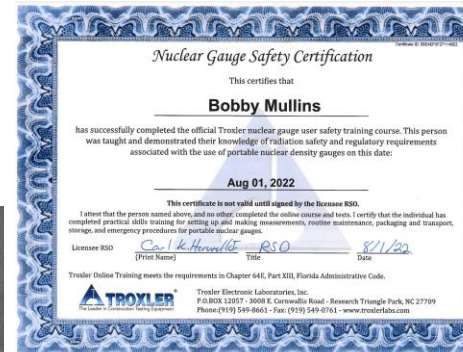 Nuclear Gauge Safety Certification
This certifies that
Bobby Mullins
has successfully completed the official Troxler nuclear gauge user safety training course. This person
was taught and demonstrated their knowledge of radiation safety and regulatory requirements
associated with the use of portable nuclear density gauges on this date:
Aug 01, 2022
This certificate is not valid until signed by the licensee RSO.
I attest that the person named above, and no other, completed the online course and tests. I certify that the individual has
completed practical skills training for setting up and making measurements, routine maintenance, packaging and transport,
storage, and emergency procedures for portable nuclear gauges.
Licensee RSO Carl K. RSO 8/1/22
(Print Name) Title Date
Troxler Online Training meets the requirements in Chapter 64E, Part XIII, Florida Administrative Code.
TROXLER
The Leader in Construction Testing Equipment
Troxler Electronic Laboratories, Inc.
P.O.BOX 12057 - 3008 E. Cornwallis Road - Research Triangle Park, NC 27709
Phone:(919) 549-8661 - Fax: (919) 549-0761 - www.troxlerlabs.com